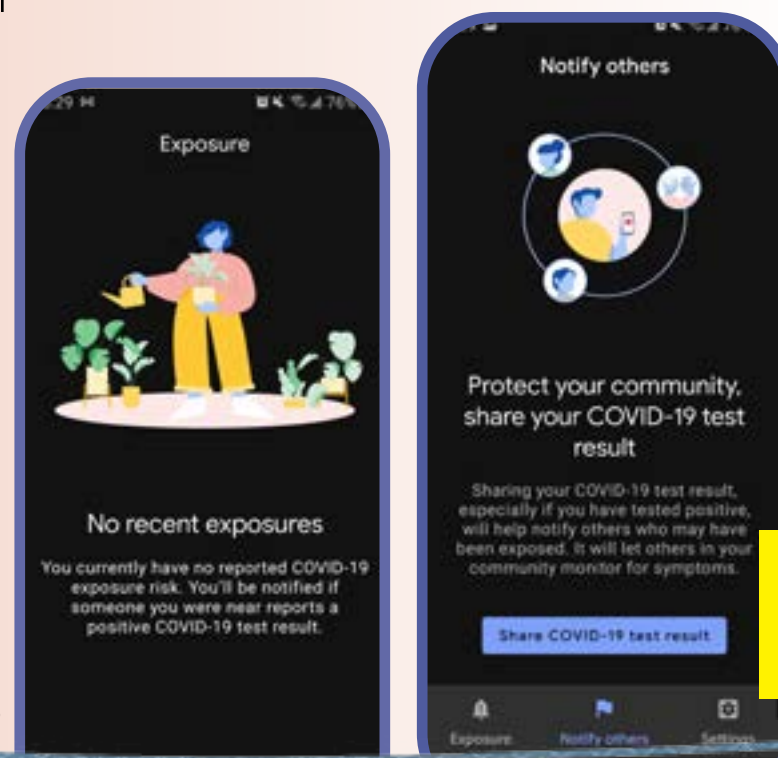 Exposure
No recent exposures
You currently have no reported COVID-19
exposure risk. You'll be notified if
someone you were near reports a
positive COVID-19 test result.
Notify others
Protect your community,
share your COVID-19 test
result
Sharing your COVID-19 test result,
especially if you have tested positive,
will help notify others who may have
been exposed. It will let others in your
community monitor for symptoms.
Share COVID-19 test result
Exposure Notify others Settings